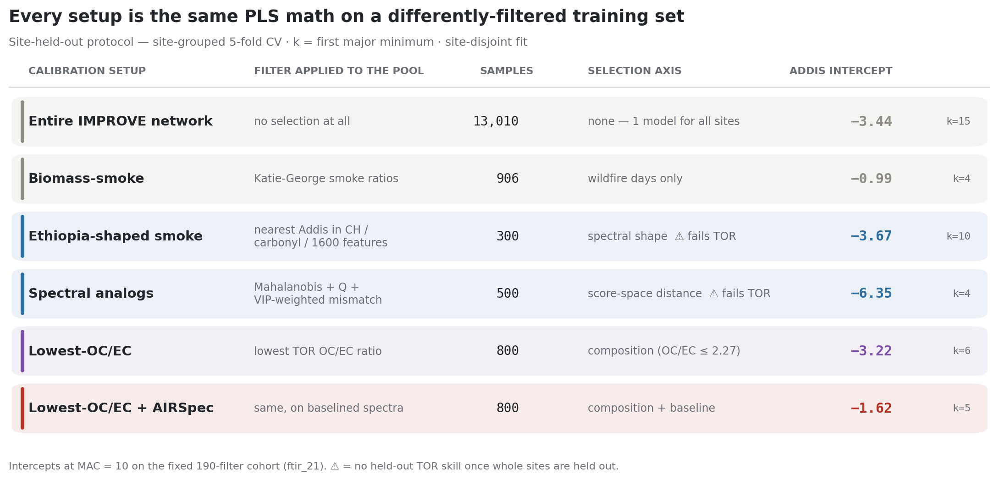 Every setup is the same PLS math on a differently-filtered training set
Site-held-out protocol — site-grouped 5-fold CV · k = first major minimum · site-disjoint fit
CALIBRATION SETUP FILTER APPLIED TO THE POOL SAMPLES SELECTION AXIS ADDIS INTERCEPT
Entire IMPROVE network no selection at all 13,010 none — 1 model for all sites −3.44 k=15
Biomass-smoke Katie-George smoke ratios 906 wildfire days only −0.99 k=4
Ethiopia-shaped smoke nearest Addis in CH / 300 spectral shape ⚠ fails TOR −3.67 k=10
carbonyl / 1600 features
Spectral analogs Mahalanobis + Q + 500 score-space distance ⚠ fails TOR −6.35 k=4
VIP-weighted mismatch
Lowest-OC/EC lowest TOR OC/EC ratio 800 composition (OC/EC ≤ 2.27) −3.22 k=6
Lowest-OC/EC + AIRSpec same, on baselined spectra 800 composition + baseline −1.62 k=5
Intercepts at MAC = 10 on the fixed 190-filter cohort (ftir_21). ⚠ = no held-out TOR skill once whole sites are held out.